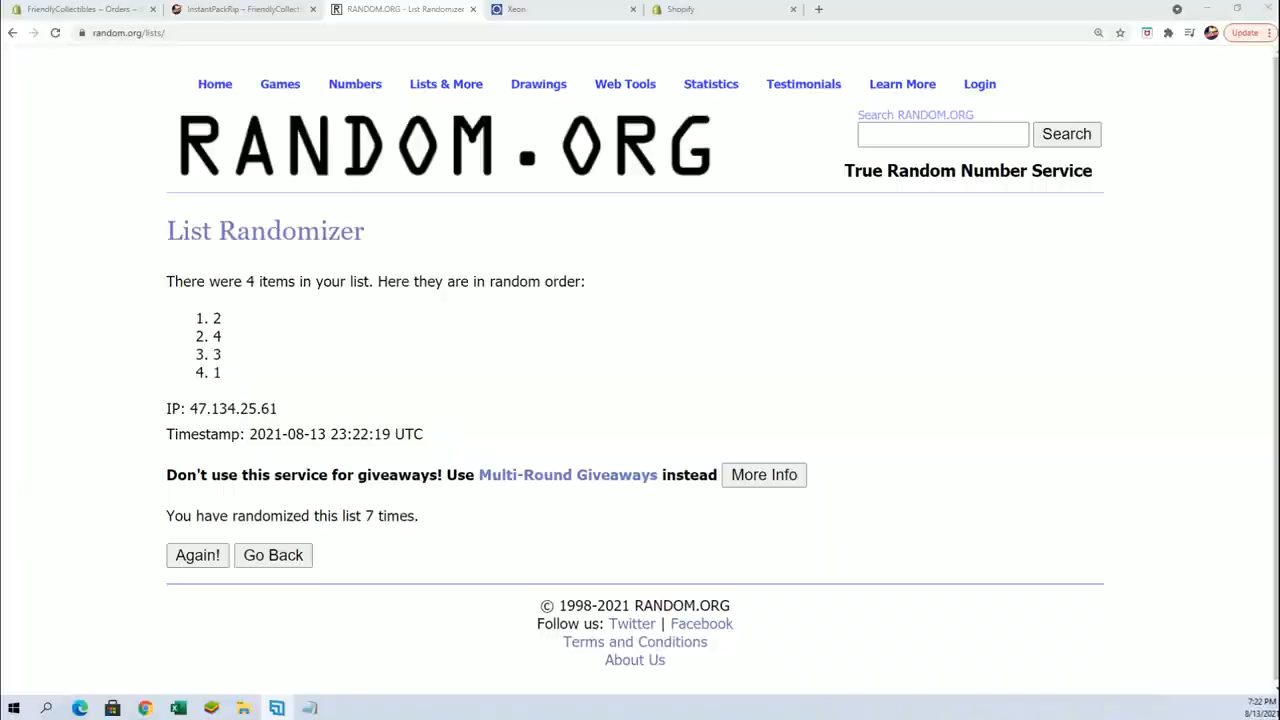 FriendlyCollectibles – Orders –
InstantPackRip – FriendlyCollect
RANDOM.ORG - List Randomizer
Xeon
Shopify
random.org/lists/
Update
Home Games Numbers Lists & More Drawings Web Tools Statistics Testimonials Learn More Login
RANDOM.ORG
Search RANDOM.ORG
Search
True Random Number Service
List Randomizer
There were 4 items in your list. Here they are in random order:
1. 2
2. 4
3. 3
4. 1
IP: 47.134.25.61
Timestamp: 2021-08-13 23:22:19 UTC
Don't use this service for giveaways! Use Multi-Round Giveaways instead More Info
You have randomized this list 7 times.
Again! Go Back
© 1998-2021 RANDOM.ORG
Follow us: Twitter | Facebook
Terms and Conditions
About Us
7:22 PM
8/13/2021